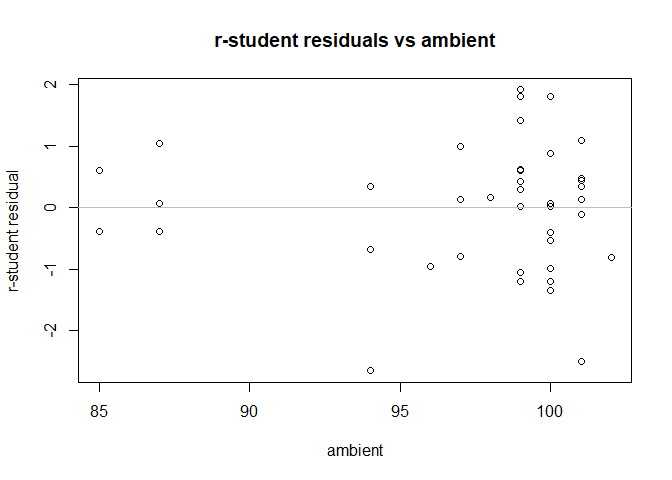 r-student residuals vs ambient
2
1
0
-1
-2
r-student residual
85 90 95 100
ambient